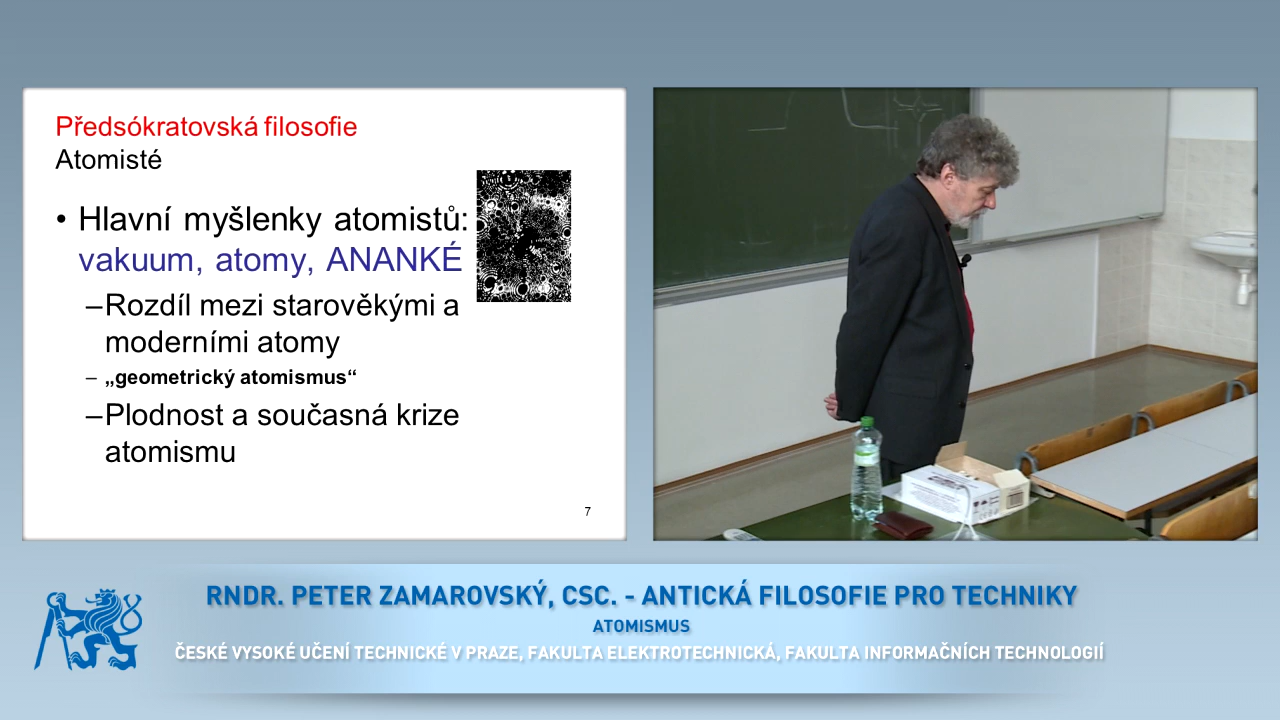 Předsókratovská filosofie
Atomisté
• Hlavní myšlenky atomistů:
vakuum, atomy, ANANKÉ
–Rozdíl mezi starověkými a
moderními atomy
– „geometrický atomismus“
–Plodnost a současná krize
atomismu
7
RNDR. PETER ZAMAROVSKÝ, CSC. - ANTICKÁ FILOSOFIE PRO TECHNIKY
ATOMISMUS
ČESKÉ VYSOKÉ UČENÍ TECHNICKÉ V PRAZE, FAKULTA ELEKTROTECHNICKÁ, FAKULTA INFORMAČNÍCH TECHNOLOGIÍ